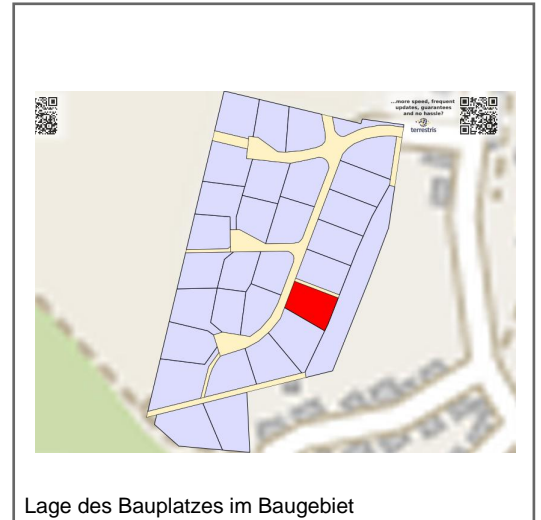 ...more speed, frequent
updates, guarantees
and no hassle?
terrestris
Lage des Bauplatzes im Baugebiet